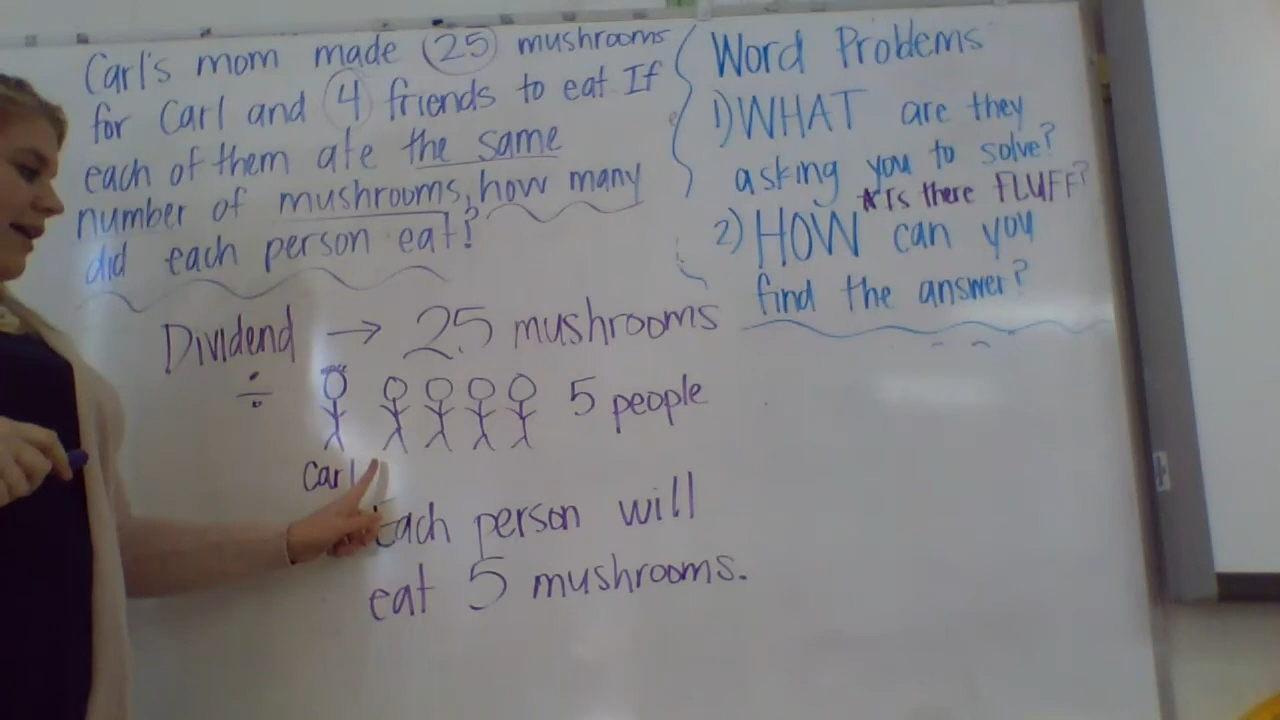 Carl's mom made 25 mushrooms
for Carl and 4 friends to eat If
each of them ate the same
number of mushrooms, how many
did each person eat?
Word Problems
1) WHAT are they
asking you to solve?
*Is there FLUFF?
2) HOW can you
find the answer?
Dividend → 25 mushrooms
÷ 5 people
Carl
Each person will
eat 5 mushrooms.